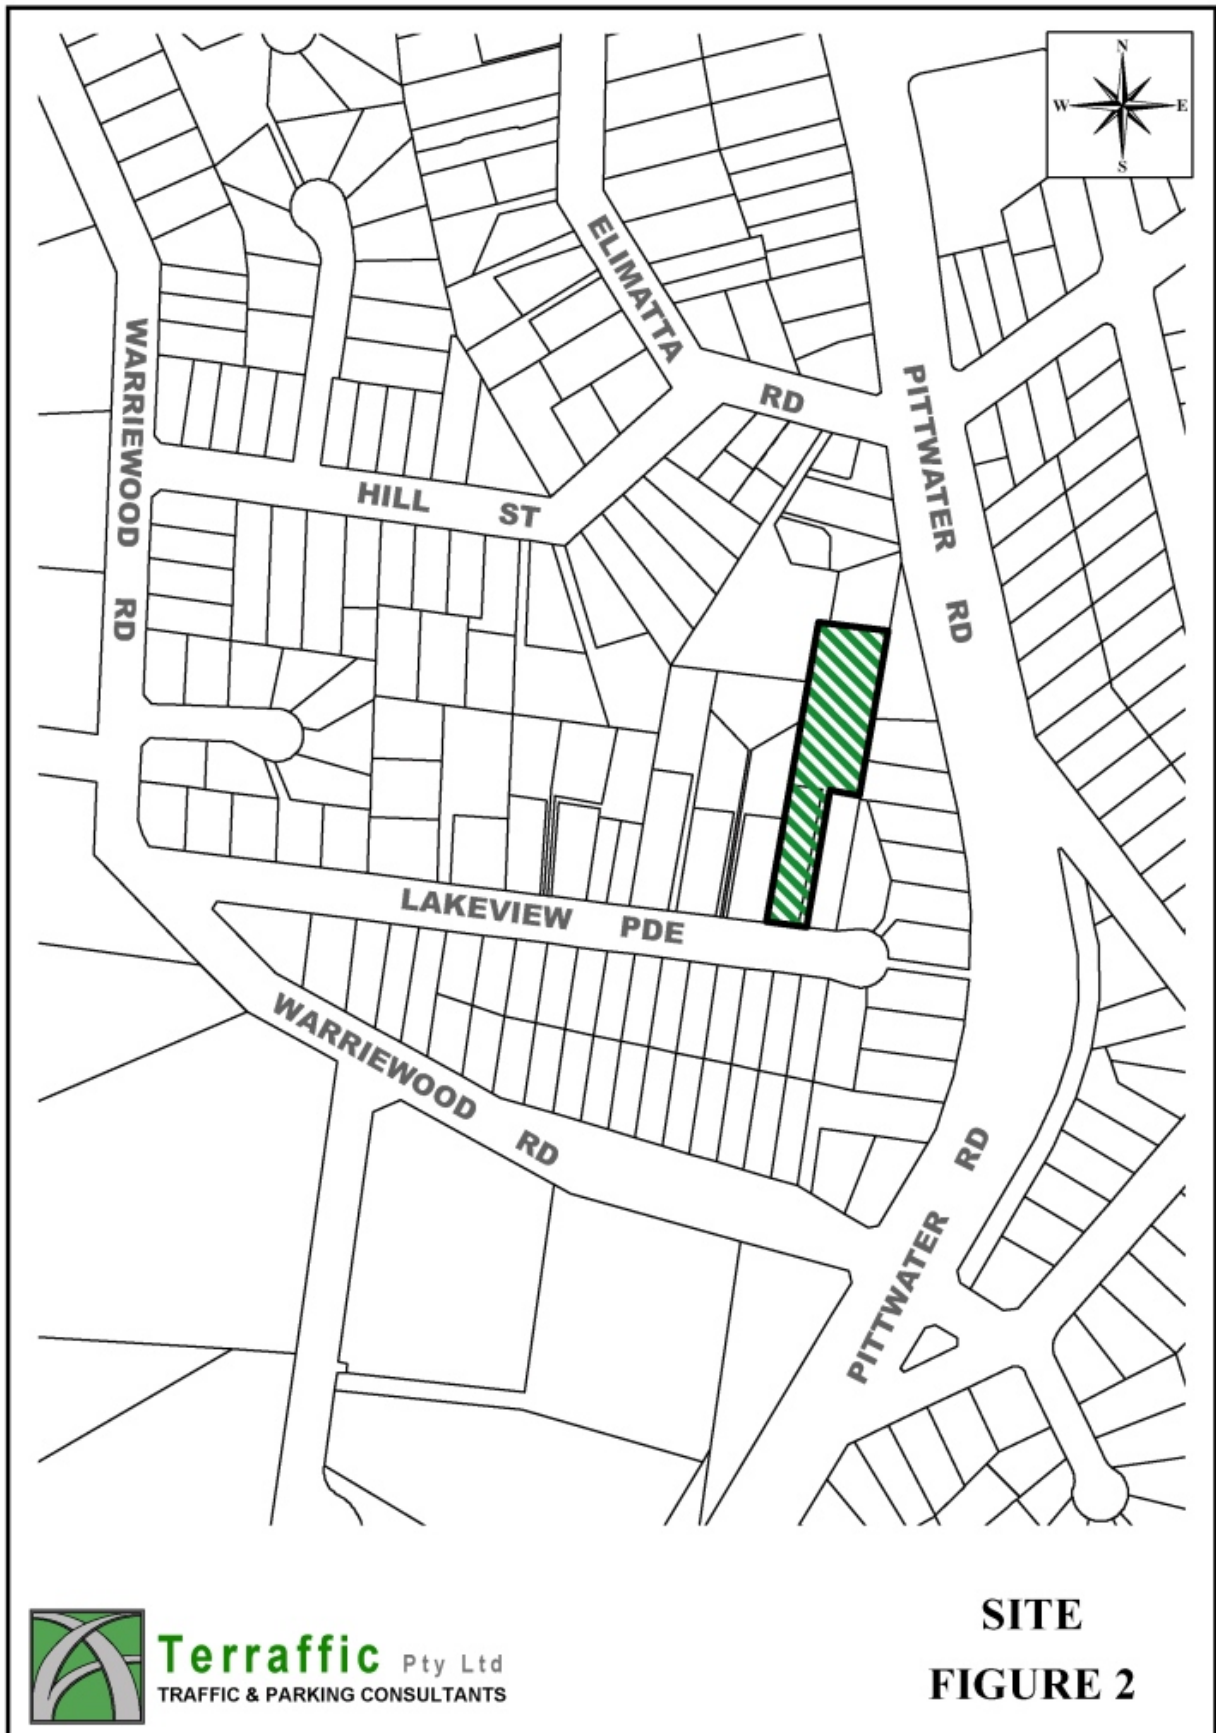 N
W E
S
ELIMATTA
RD
WARRIEWOOD
RD
PITTWATER
RD
HILL ST
LAKEVIEW PDE
WARRIEWOOD
RD
RD
PITTWATER
SITE
FIGURE 2
Terraffic Pty Ltd
TRAFFIC & PARKING CONSULTANTS